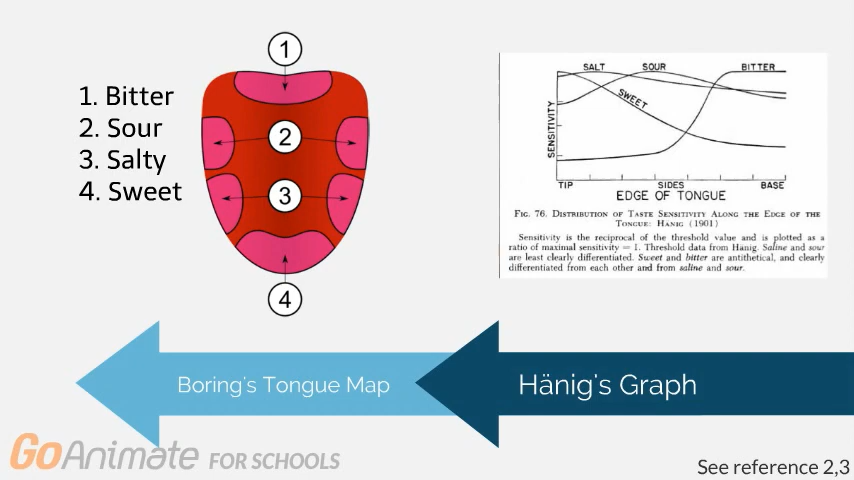 1
1. Bitter
2. Sour
3. Salty
4. Sweet
2
3
4
SALT
SOUR
BITTER
SWEET
SENSITIVITY
TIP
SIDES
BASE
EDGE OF TONGUE
FIG. 76. DISTRIBUTION OF TASTE SENSITIVITY ALONG THE EDGE OF THE
TONGUE: HÄNIG (1901)
Sensitivity is the reciprocal of the threshold value and is plotted as a
ratio of maximal sensitivity = 1. Threshold data from Hänig. Saline and sour
are least clearly differentiated. Sweet and bitter are antithetical, and clearly
differentiated from each other and from saline and sour.
Boring's Tongue Map
Hänig's Graph
GoAnimate FOR SCHOOLS
See reference 2,3